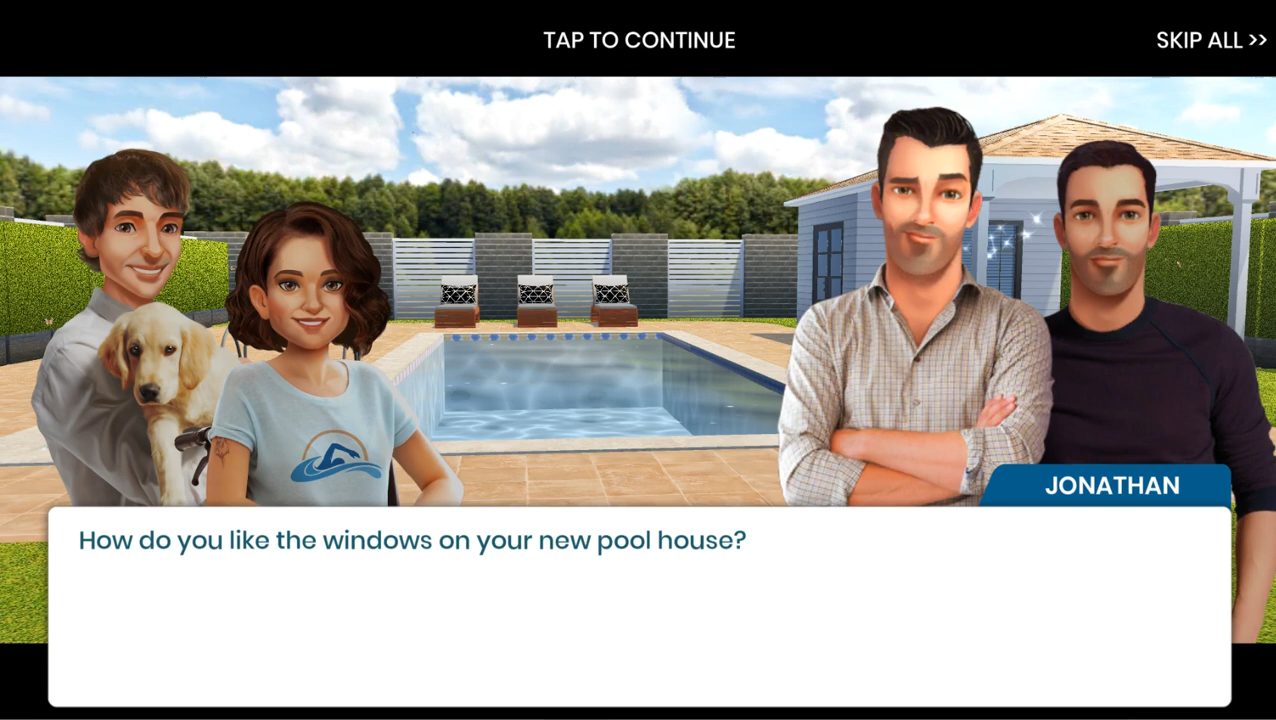 TAP TO CONTINUE
SKIP ALL >>
JONATHAN
How do you like the windows on your new pool house?